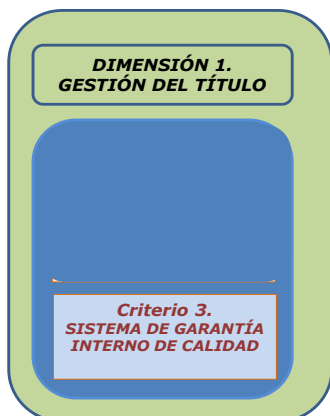 DIMENSIÓN 1.
GESTIÓN DEL TÍTULO
Criterio 3.
SISTEMA DE GARANTÍA
INTERNO DE CALIDAD